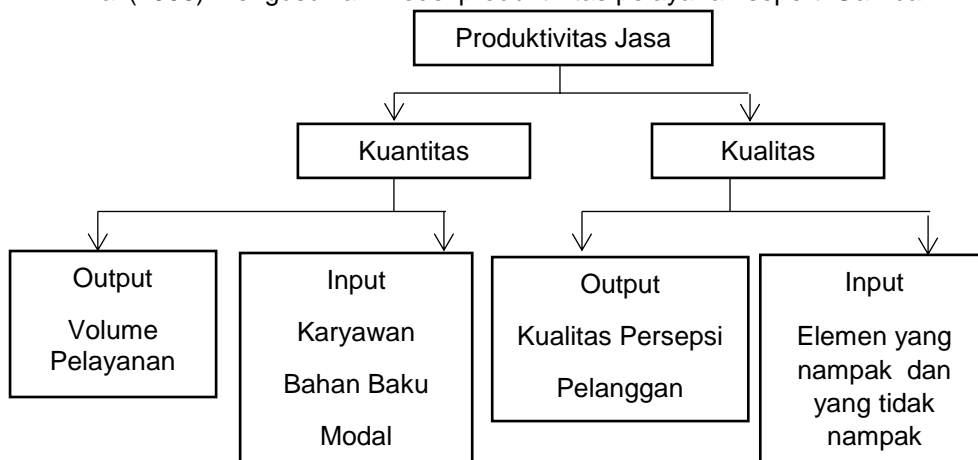 Produktivitas Jasa
Kuantitas
Kualitas
Output
Volume
Pelayanan
Input
Karyawan
Bahan Baku
Modal
Output
Kualitas Persepsi
Pelanggan
Input
Elemen yang
nampak dan
yang tidak
nampak